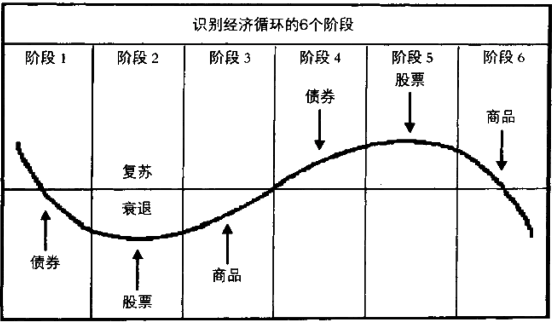 识别经济循环的6个阶段
阶段 1
阶段 2
阶段 3
阶段 4
阶段 5
阶段 6
股票
债券
商品
复苏
衰退
债券
商品
股票